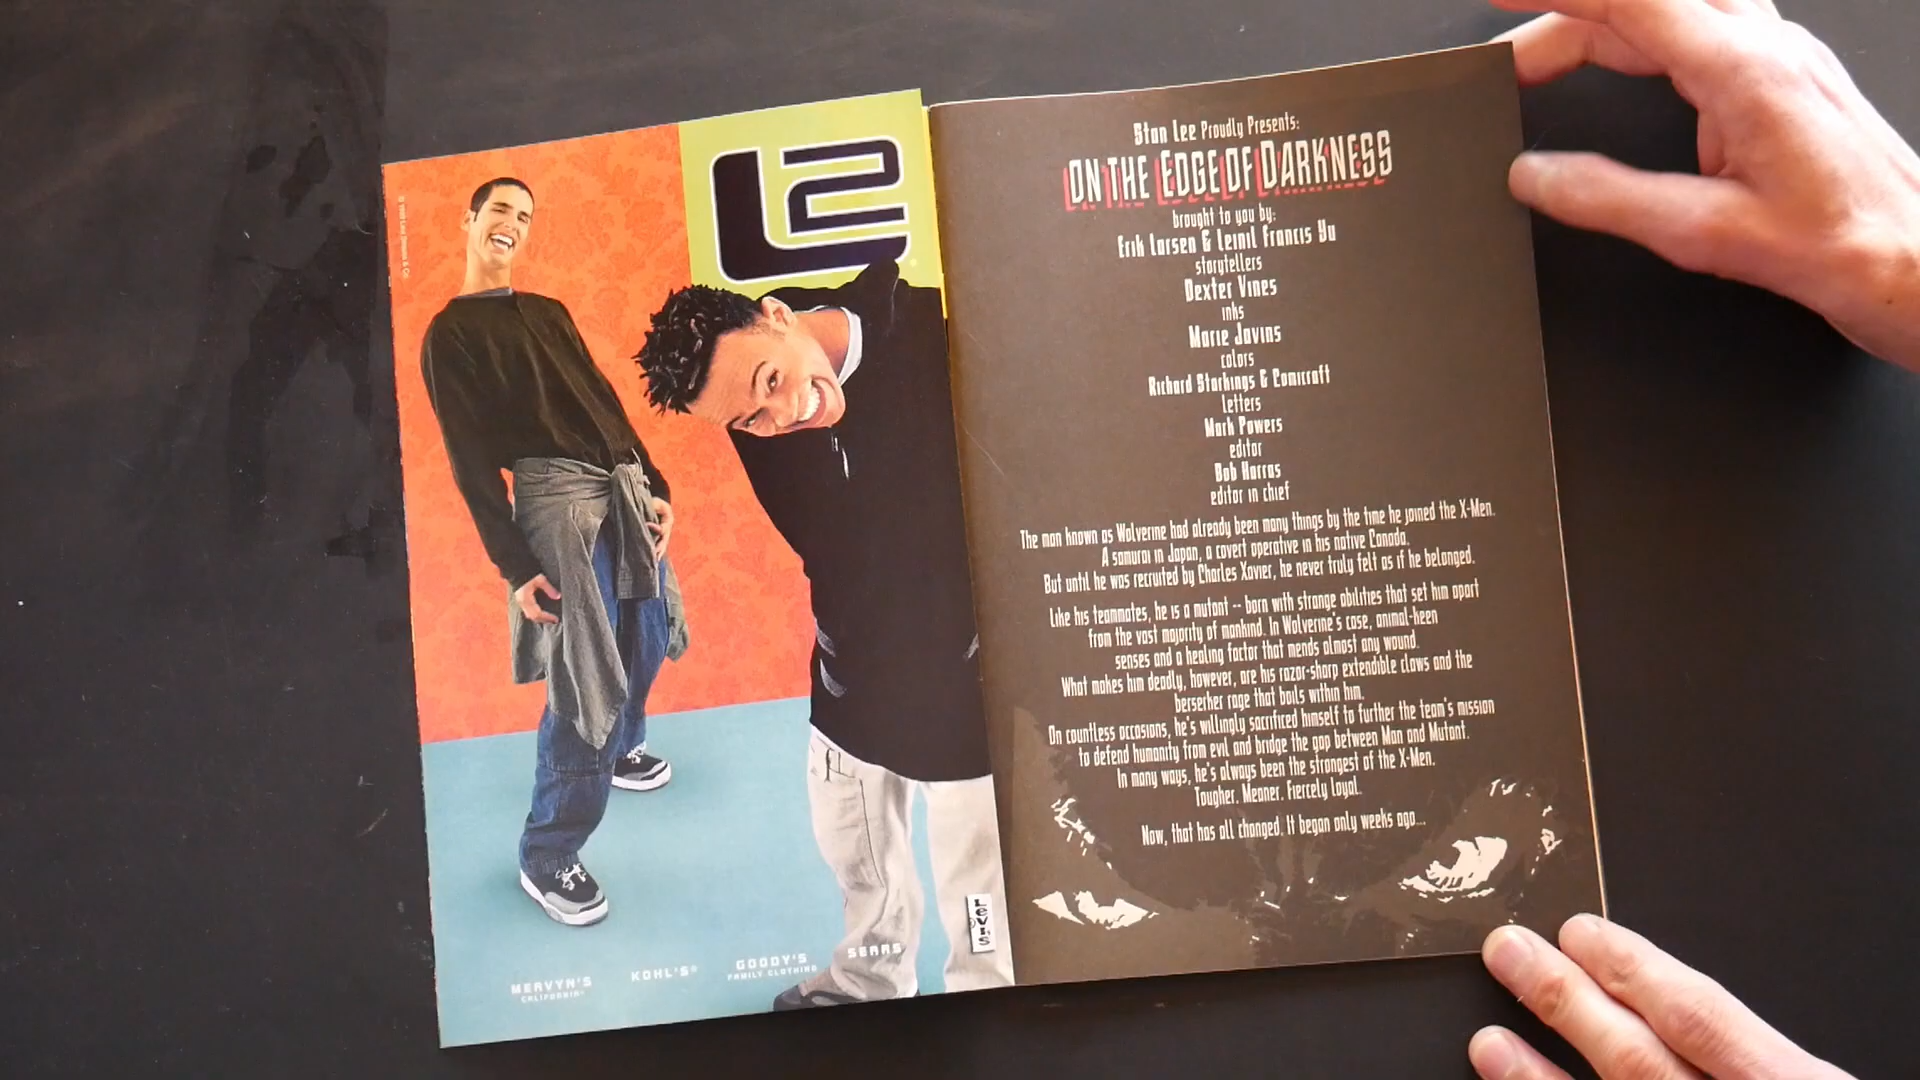 © 1999 Levi Strauss & Co.
L2
MERVYN'S
CALIFORNIA
KOHL'S®
GOODY'S
FAMILY CLOTHING
SEARS
LEVI'S
Stan Lee Proudly Presents:
ON THE EDGE OF DARKNESS
brought to you by:
Erik Larsen & Leinil Francis Yu
storytellers
Dexter Vines
inks
Marie Javins
colors
Richard Starkings & Comicraft
letters
Mark Powers
editor
Bob Harras
editor in chief
The man known as Wolverine had already been many things by the time he joined the X-Men.
A samurai in Japan, a covert operative in his native Canada.
But until he was recruited by Charles Xavier, he never truly felt as if he belonged.
Like his teammates, he is a mutant -- born with strange abilities that set him apart
from the vast majority of mankind. In Wolverine's case, animal-keen
senses and a healing factor that mends almost any wound.
What makes him deadly, however, are his razor-sharp extendible claws and the
berserker rage that boils within him.
On countless occasions, he's willingly sacrificed himself to further the team's mission
to defend humanity from evil and bridge the gap between Man and Mutant.
In many ways, he's always been the strongest of the X-Men.
Tougher. Meaner. Fiercely Loyal.
Now, that has all changed. It began only weeks ago...